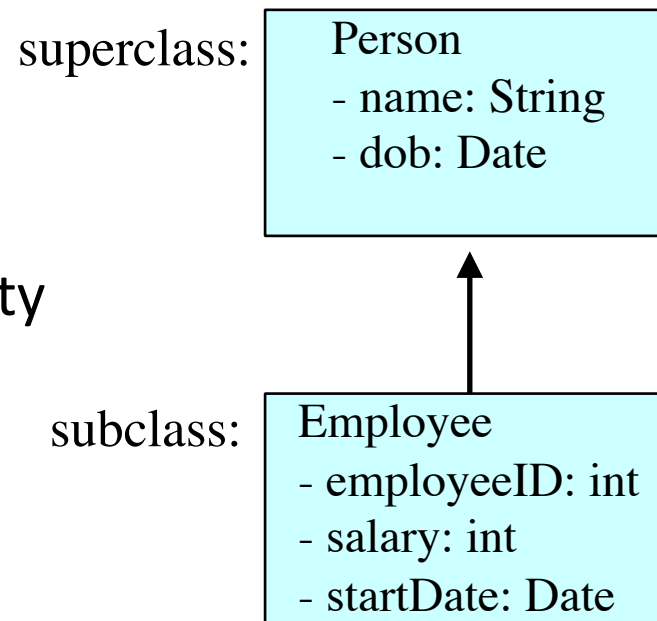 superclass:
Person
- name: String
- dob: Date
ty
subclass:
Employee
- employeeID: int
- salary: int
- startDate: Date